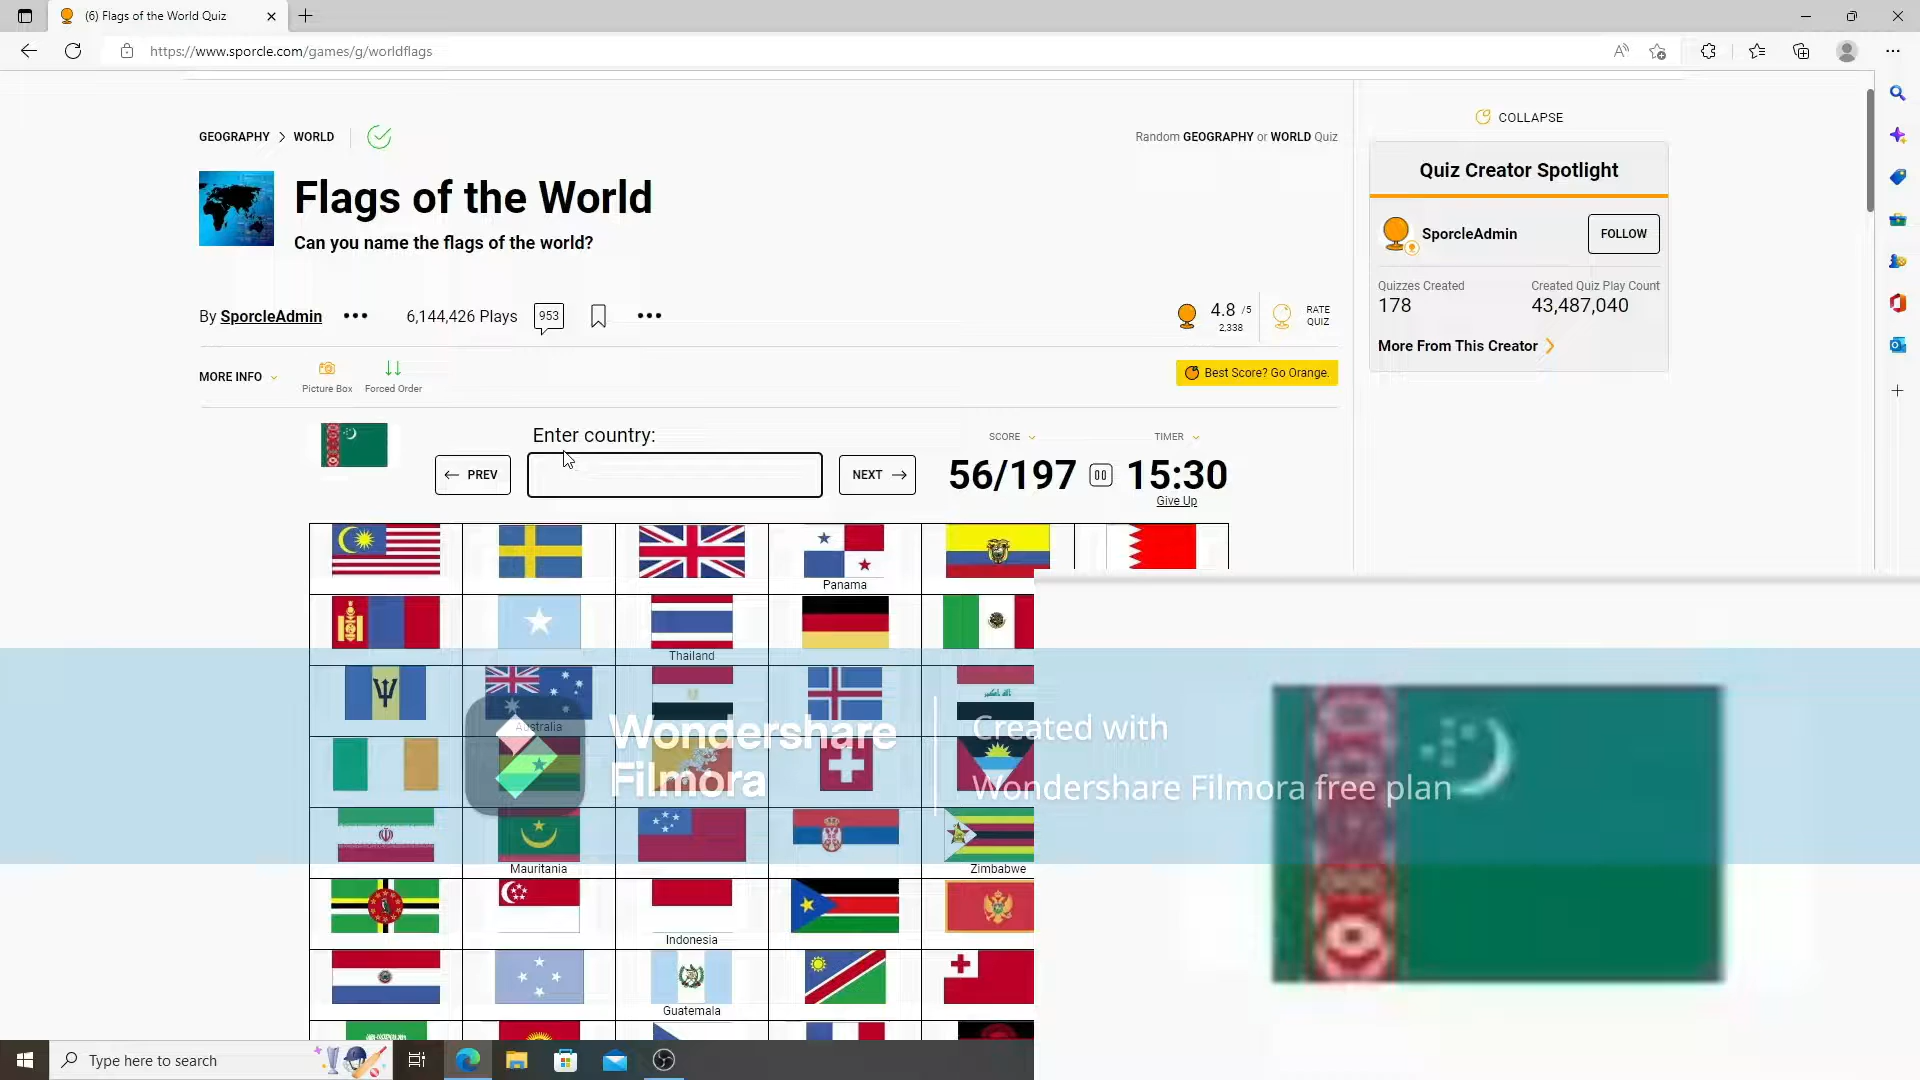 (6) Flags of the World Quiz
https://www.sporcle.com/games/g/worldflags
GEOGRAPHY > WORLD
Random GEOGRAPHY or WORLD Quiz
COLLAPSE
Flags of the World
Can you name the flags of the world?
Quiz Creator Spotlight
SporcleAdmin
FOLLOW
Quizzes Created
Created Quiz Play Count
178
43,487,040
More From This Creator
By SporcleAdmin
6,144,426 Plays
953
4.8 /5
2,338
RATE
QUIZ
MORE INFO
Picture Box
Forced Order
Best Score? Go Orange.
Enter country:
PREV
NEXT
SCORE
TIMER
56/197
15:30
Give Up
Panama
Thailand
Australia
Mauritania
Zimbabwe
Indonesia
Guatemala
Wondershare
Filmora
Created with
Wondershare Filmora free plan
Type here to search